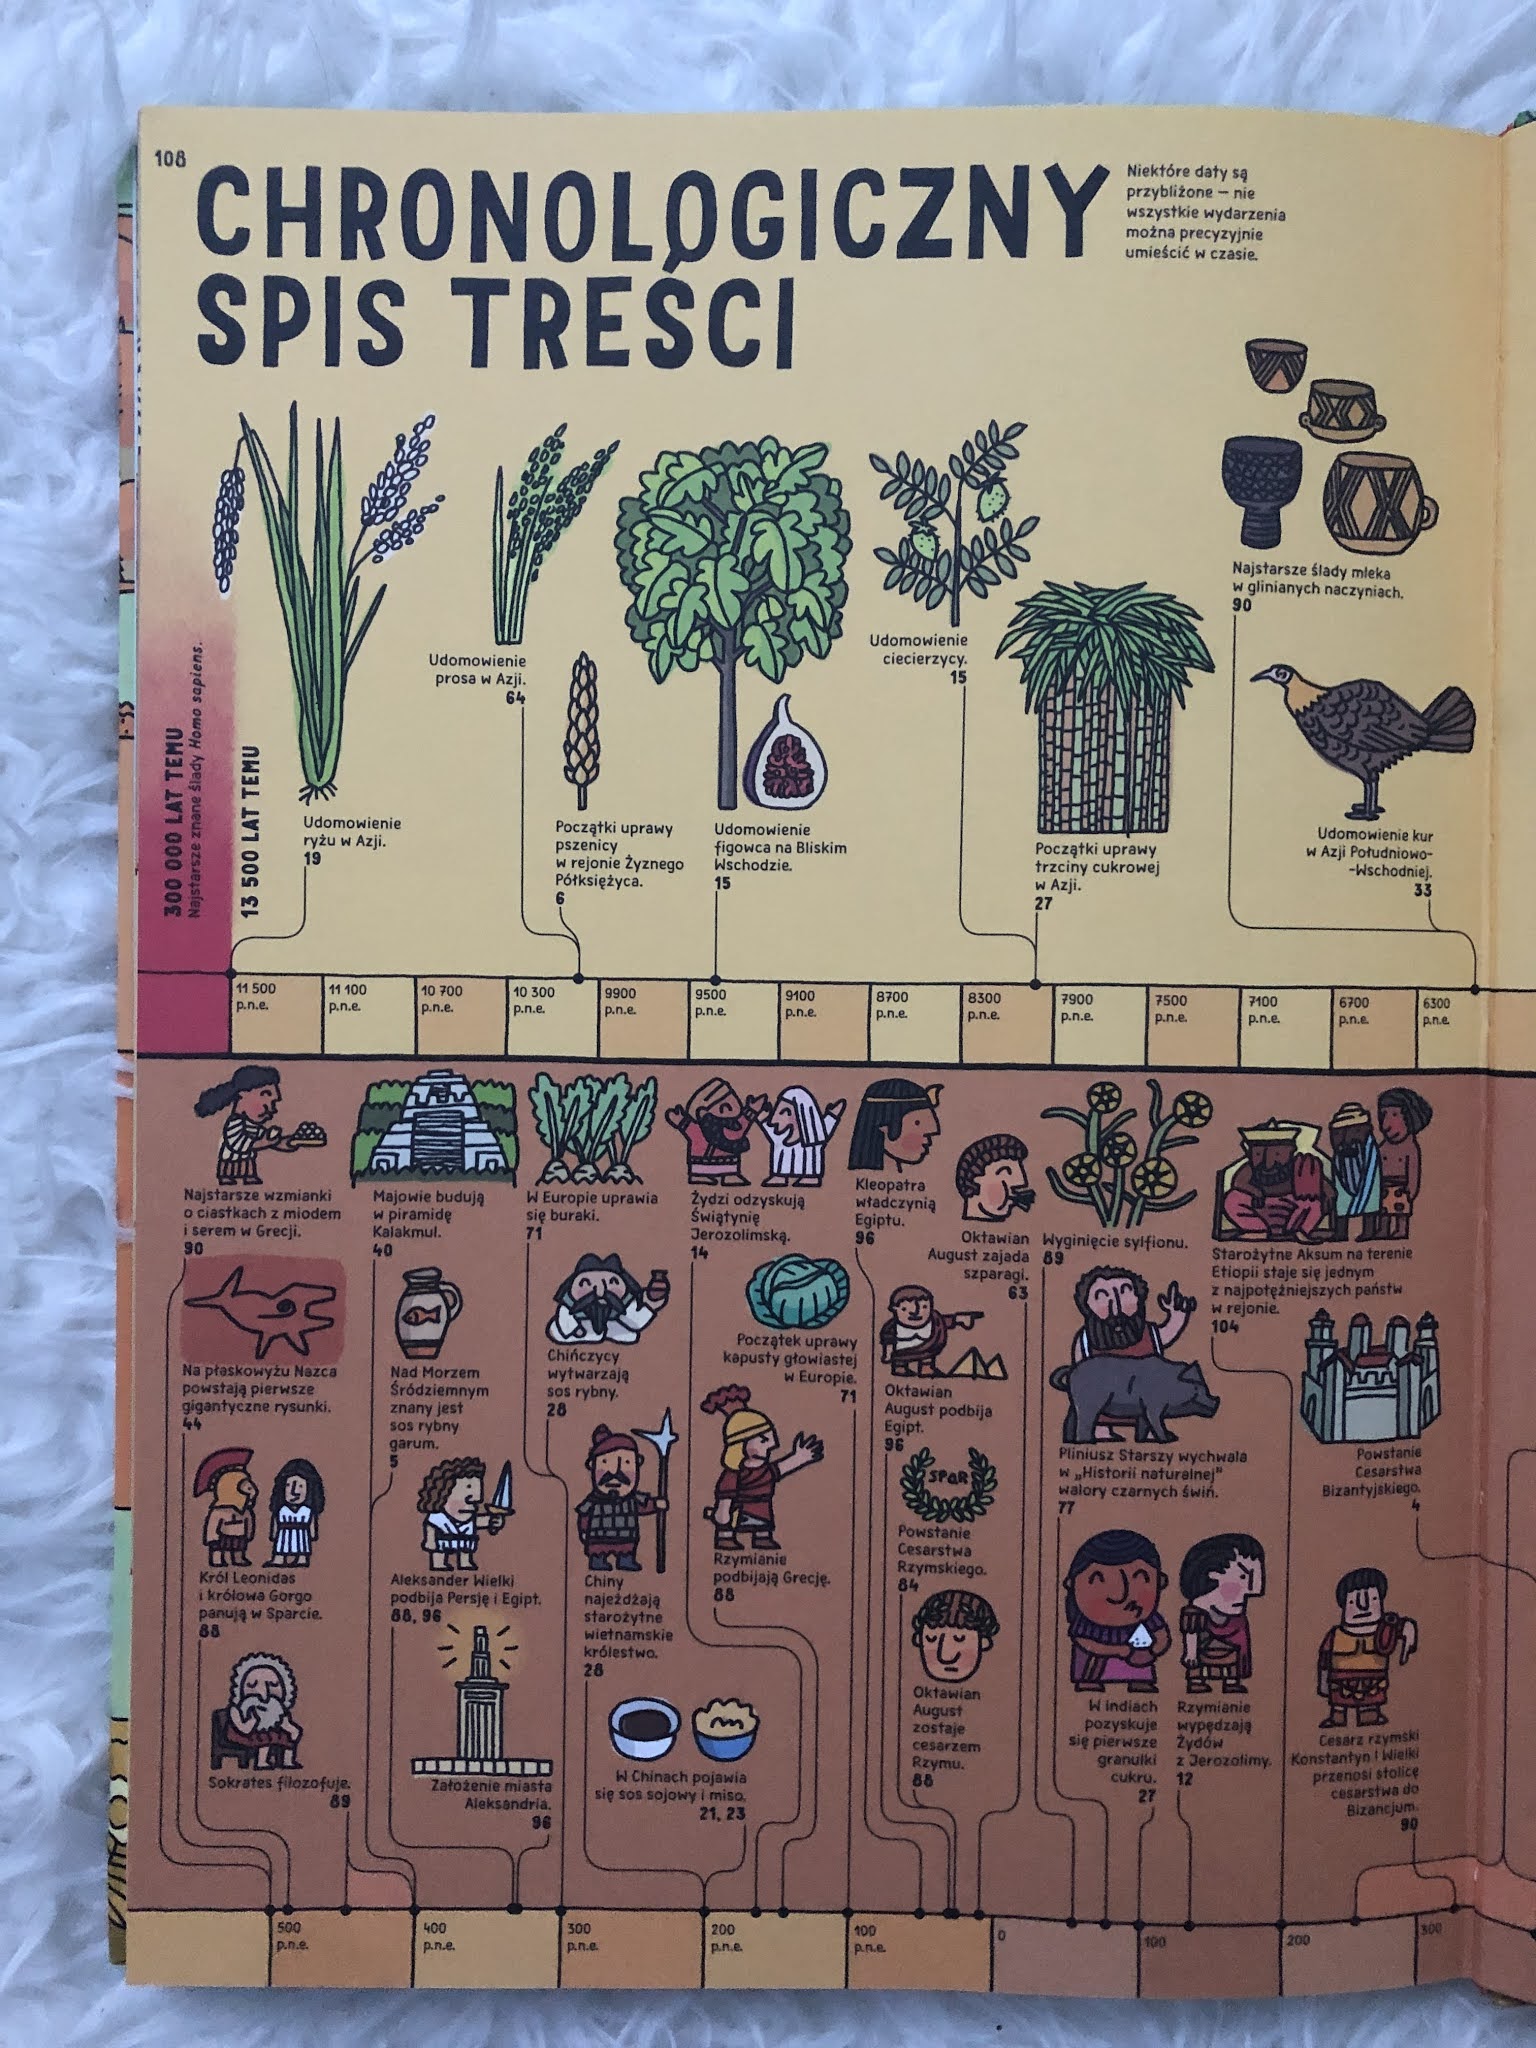 108
CHRONOLOGICZNY
SPIS TREŚCI
Niektóre daty są
przybliżone – nie
wszystkie wydarzenia
można precyzyjnie
umieścić w czasie.
300 000 LAT TEMU
Najstarsze znane ślady Homo sapiens.
13 500 LAT TEMU
Udomowienie
ryżu w Azji.
19
Udomowienie
prosa w Azji.
64
Początki uprawy
pszenicy
w rejonie Żyznego
Półksiężyca.
6
Udomowienie
figowca na Bliskim
Wschodzie.
15
Udomowienie
ciecierzycy.
15
Początki uprawy
trzciny cukrowej
w Azji.
27
Najstarsze ślady mleka
w glinianych naczyniach.
90
Udomowienie kur
w Azji Południowo-
-Wschodniej.
33
11 500
p.n.e.
11 100
p.n.e.
10 700
p.n.e.
10 300
p.n.e.
9900
p.n.e.
9500
p.n.e.
9100
p.n.e.
8700
p.n.e.
8300
p.n.e.
7900
p.n.e.
7500
p.n.e.
7100
p.n.e.
6700
p.n.e.
6300
p.n.e.
Najstarsze wzmianki
o ciastkach z miodem
i serem w Grecji.
90
Majowie budują
w piramidę
Kalakmul.
40
W Europie uprawia
się buraki.
71
Żydzi odzyskują
Świątynię
Jerozolimską.
14
Kleopatra
władczynią
Egiptu.
96
Oktawian
August zajada
szparagi.
63
Wyginięcie sylfionu.
89
Starożytne Aksum na terenie
Etiopii staje się jednym
z najpotężniejszych państw
w rejonie.
104
Na płaskowyżu Nazca
powstają pierwsze
gigantyczne rysunki.
44
Nad Morzem
Śródziemnym
znany jest
sos rybny
garum.
5
Chińczycy
wytwarzają
sos rybny.
28
Początek uprawy
kapusty głowiastej
w Europie.
71
Oktawian
August podbija
Egipt.
96
Pliniusz Starszy wychwala
w „Historii naturalnej”
walory czarnych świń.
77
Powstanie
Cesarstwa
Bizantyjskiego.
4
Król Leonidas
i królowa Gorgo
panują w Sparcie.
88
Aleksander Wielki
podbija Persję i Egipt.
88, 96
Chiny
najeżdżają
starożytne
wietnamskie
królestwo.
28
Rzymianie
podbijają Grecję.
88
SPQR
Powstanie
Cesarstwa
Rzymskiego.
84
Sokrates filozofuje.
89
Założenie miasta
Aleksandria.
96
W Chinach pojawia
się sos sojowy i miso.
21, 23
Oktawian
August
zostaje
cesarzem
Rzymu.
88
W Indiach
pozyskuje
się pierwsze
granulki
cukru.
27
Rzymianie
wypędzają
Żydów
z Jerozolimy.
12
Cesarz rzymski
Konstantyn I Wielki
przenosi stolicę
cesarstwa do
Bizancjum.
90
500
p.n.e.
400
p.n.e.
300
p.n.e.
200
p.n.e.
100
p.n.e.
0
100
200
300